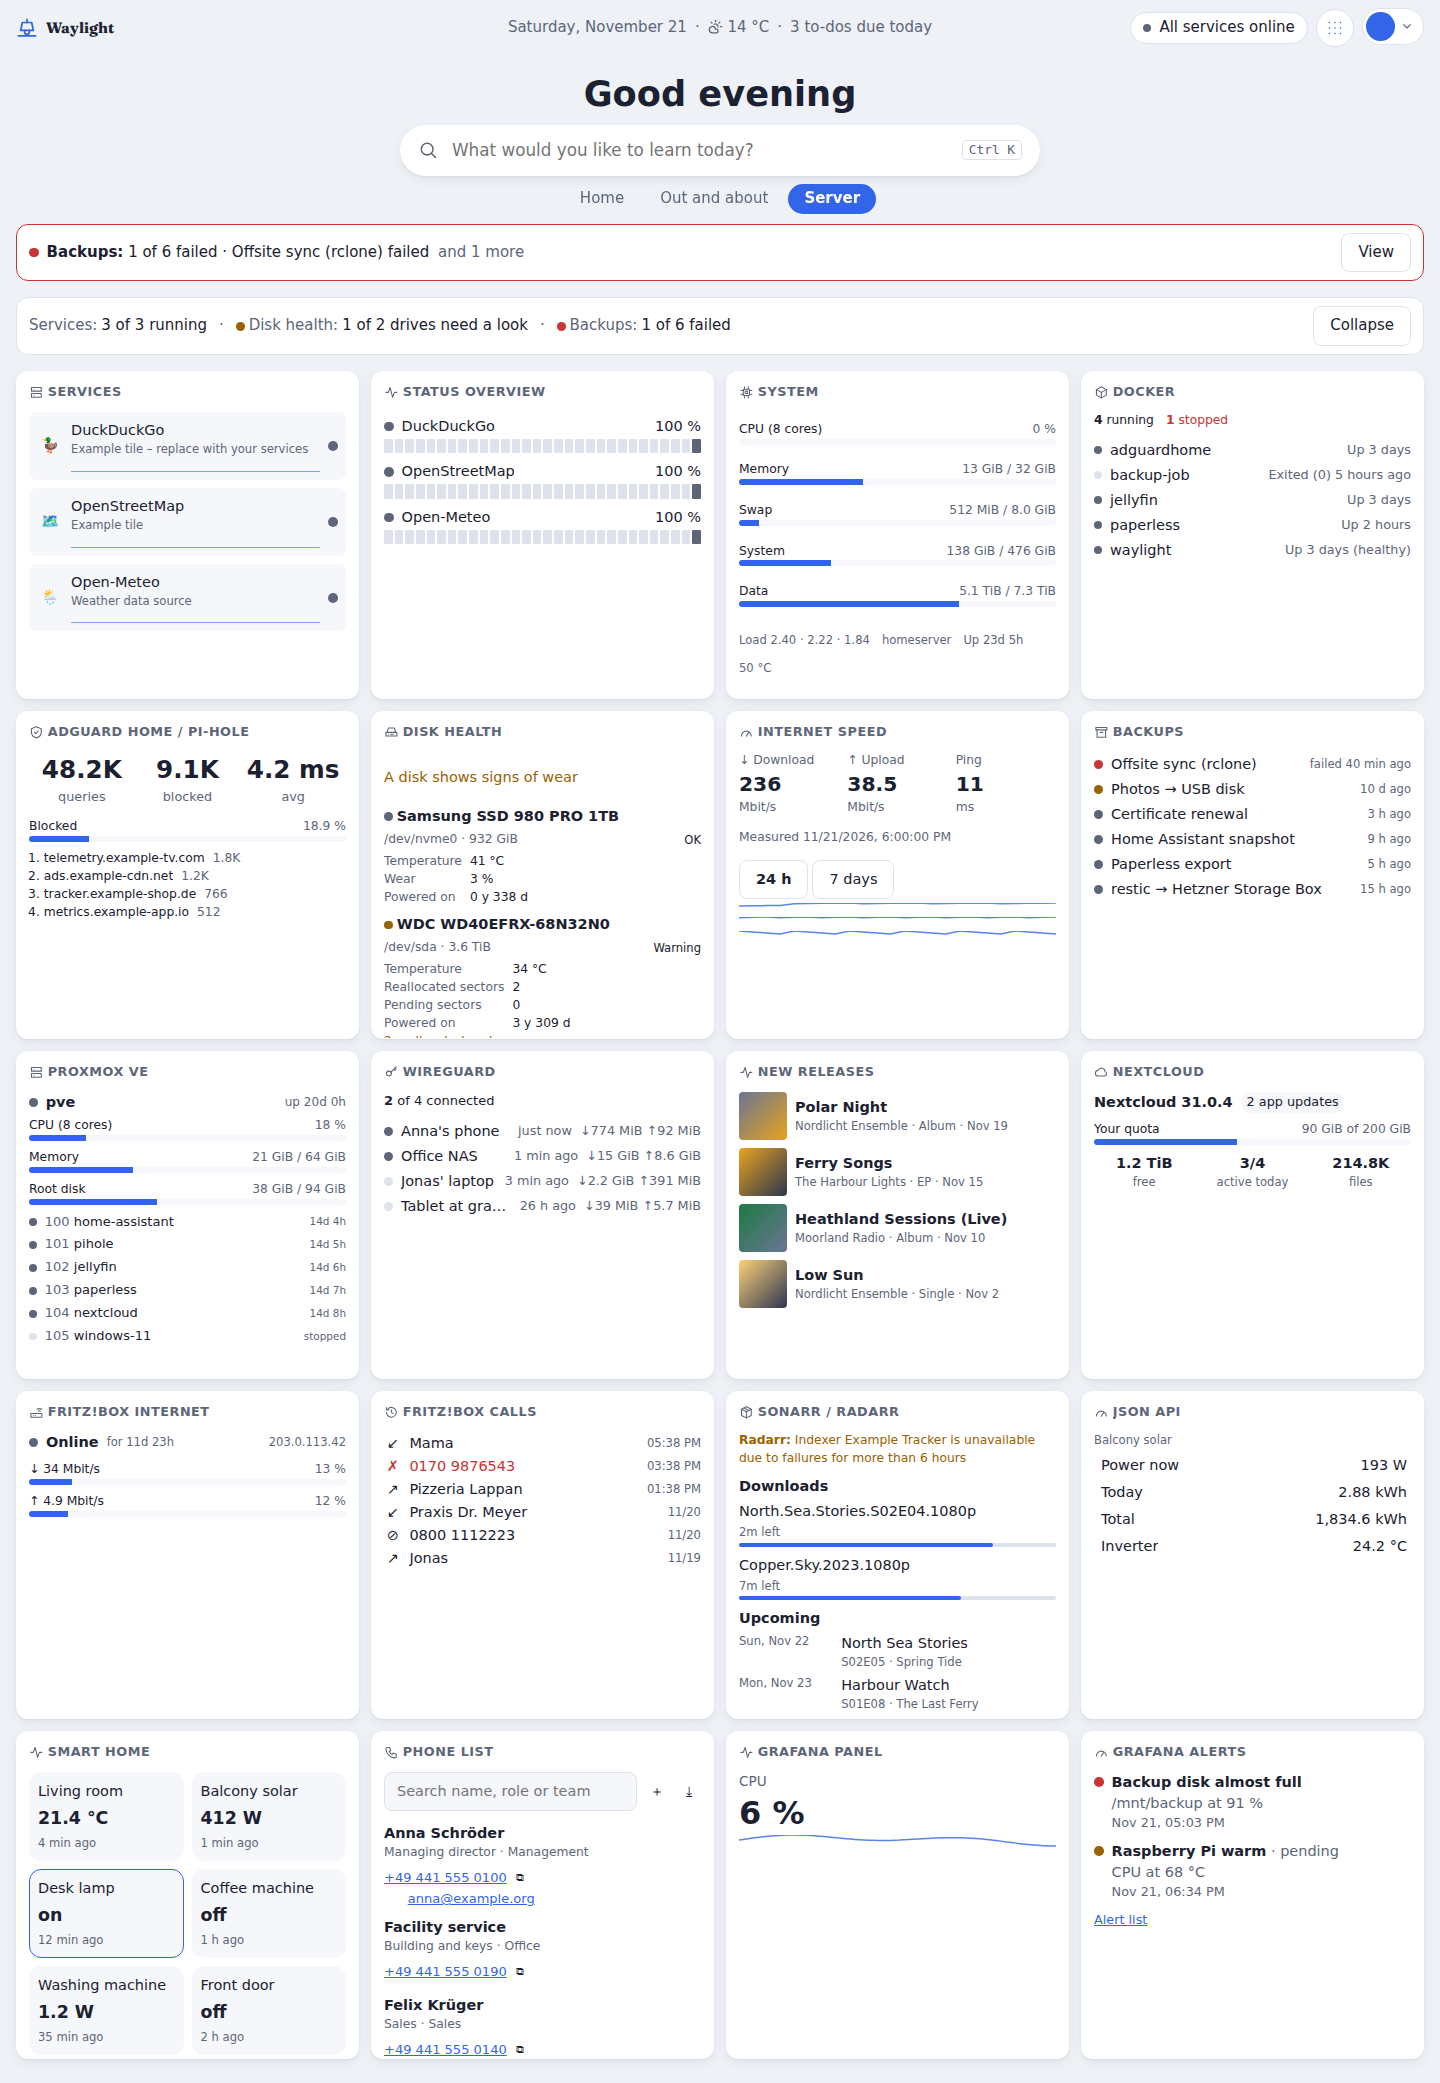 Waylight
Saturday, November 21 · 14 °C · 3 to-dos due today
All services online
Good evening
What would you like to learn today?
Ctrl K
Home
Out and about
Server
Backups: 1 of 6 failed · Offsite sync (rclone) failed and 1 more
View
Services: 3 of 3 running · Disk health: 1 of 2 drives need a look · Backups: 1 of 6 failed
Collapse
SERVICES
DuckDuckGo
Example tile – replace with your services
OpenStreetMap
Example tile
Open-Meteo
Weather data source
STATUS OVERVIEW
DuckDuckGo 100 %
OpenStreetMap 100 %
Open-Meteo 100 %
SYSTEM
CPU (8 cores) 0 %
Memory 13 GiB / 32 GiB
Swap 512 MiB / 8.0 GiB
System 138 GiB / 476 GiB
Data 5.1 TiB / 7.3 TiB
Load 2.40 · 2.22 · 1.84 homeserver Up 23d 5h
50 °C
DOCKER
4 running 1 stopped
adguardhome Up 3 days
backup-job Exited (0) 5 hours ago
jellyfin Up 3 days
paperless Up 2 hours
waylight Up 3 days (healthy)
ADGUARD HOME / PI-HOLE
48.2K 9.1K 4.2 ms
queries blocked avg
Blocked 18.9 %
1. telemetry.example-tv.com 1.8K
2. ads.example-cdn.net 1.2K
3. tracker.example-shop.de 766
4. metrics.example-app.io 512
DISK HEALTH
A disk shows signs of wear
Samsung SSD 980 PRO 1TB
/dev/nvme0 · 932 GiB OK
Temperature 41 °C
Wear 3 %
Powered on 0 y 338 d
WDC WD40EFRX-68N32N0
/dev/sda · 3.6 TiB Warning
Temperature 34 °C
Reallocated sectors 2
Pending sectors 0
Powered on 3 y 309 d
INTERNET SPEED
↓ Download ↑ Upload Ping
236 38.5 11
Mbit/s Mbit/s ms
Measured 11/21/2026, 6:00:00 PM
24 h 7 days
BACKUPS
Offsite sync (rclone) failed 40 min ago
Photos → USB disk 10 d ago
Certificate renewal 3 h ago
Home Assistant snapshot 9 h ago
Paperless export 5 h ago
restic → Hetzner Storage Box 15 h ago
PROXMOX VE
pve up 20d 0h
CPU (8 cores) 18 %
Memory 21 GiB / 64 GiB
Root disk 38 GiB / 94 GiB
100 home-assistant 14d 4h
101 pihole 14d 5h
102 jellyfin 14d 6h
103 paperless 14d 7h
104 nextcloud 14d 8h
105 windows-11 stopped
WIREGUARD
2 of 4 connected
Anna's phone just now ↓774 MiB ↑92 MiB
Office NAS 1 min ago ↓15 GiB ↑8.6 GiB
Jonas' laptop 3 min ago ↓2.2 GiB ↑391 MiB
Tablet at gra… 26 h ago ↓39 MiB ↑5.7 MiB
NEW RELEASES
Polar Night
Nordlicht Ensemble · Album · Nov 19
Ferry Songs
The Harbour Lights · EP · Nov 15
Heathland Sessions (Live)
Moorland Radio · Album · Nov 10
Low Sun
Nordlicht Ensemble · Single · Nov 2
NEXTCLOUD
Nextcloud 31.0.4 2 app updates
Your quota 90 GiB of 200 GiB
1.2 TiB 3/4 214.8K
free active today files
FRITZ!BOX INTERNET
Online for 11d 23h 203.0.113.42
↓ 34 Mbit/s 13 %
↑ 4.9 Mbit/s 12 %
FRITZ!BOX CALLS
↙ Mama 05:38 PM
✗ 0170 9876543 03:38 PM
↗ Pizzeria Lappan 01:38 PM
↙ Praxis Dr. Meyer 11/20
⊘ 0800 1112223 11/20
↗ Jonas 11/19
SONARR / RADARR
Radarr: Indexer Example Tracker is unavailable
due to failures for more than 6 hours
Downloads
North.Sea.Stories.S02E04.1080p
2m left
Copper.Sky.2023.1080p
7m left
Upcoming
Sun, Nov 22 North Sea Stories
S02E05 · Spring Tide
Mon, Nov 23 Harbour Watch
S01E08 · The Last Ferry
JSON API
Balcony solar
Power now 193 W
Today 2.88 kWh
Total 1,834.6 kWh
Inverter 24.2 °C
SMART HOME
Living room
21.4 °C
4 min ago
Balcony solar
412 W
1 min ago
Desk lamp
on
12 min ago
Coffee machine
off
1 h ago
Washing machine
1.2 W
35 min ago
Front door
off
2 h ago
PHONE LIST
Search name, role or team
+ ⤓
Anna Schröder
Managing director · Management
+49 441 555 0100
anna@example.org
Facility service
Building and keys · Office
+49 441 555 0190
Felix Krüger
Sales · Sales
+49 441 555 0140
GRAFANA PANEL
CPU
6 %
GRAFANA ALERTS
Backup disk almost full
/mnt/backup at 91 %
Nov 21, 05:03 PM
Raspberry Pi warm · pending
CPU at 68 °C
Nov 21, 06:34 PM
Alert list